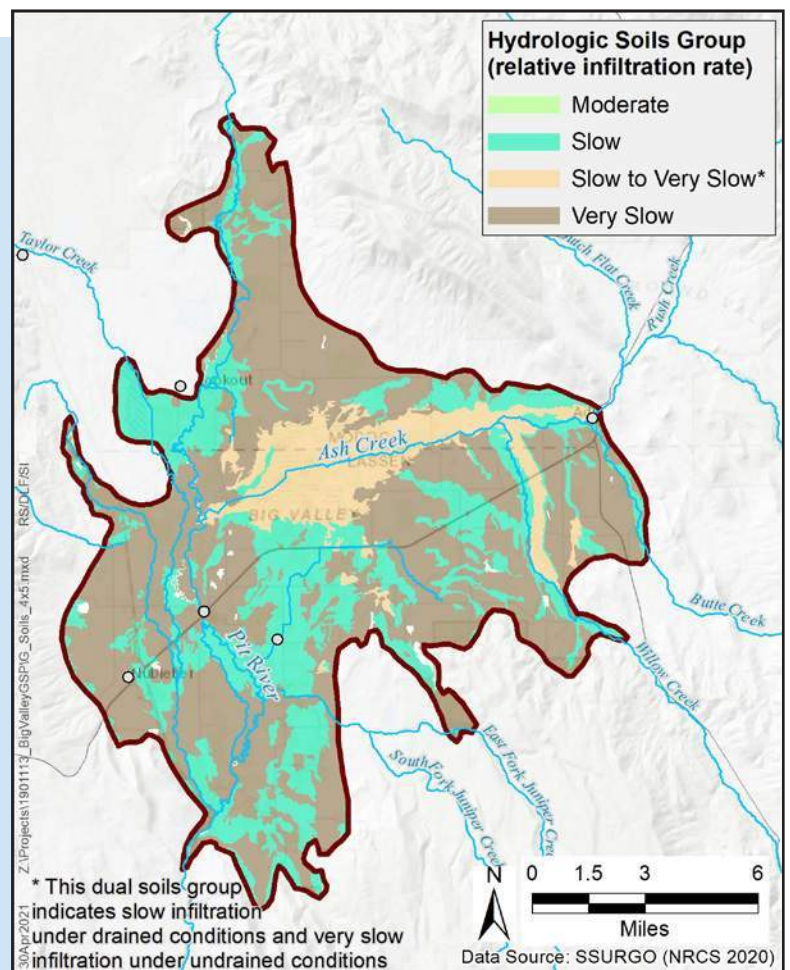 Hydrologic Soils Group
(relative infiltration rate)
Moderate
Slow
Slow to Very Slow*
Very Slow
Taylor Creek
Flat Creek
Rush Creek
Ash Creek
LASSEN
BIG VALLEY
Pit River
Butte Creek
Willow Creek
East Fork Juniper Creek
South Fork Juniper Creek
30Apr2021 Z:\Projects\1901113_BigValleyGSP\G_Soils_4x5.mxd RS/DLF/SI
* This dual soils group
indicates slow infiltration
under drained conditions and very slow
infiltration under undrained conditions
N
0 1.5 3 6
Miles
Data Source: SSURGO (NRCS 2020)